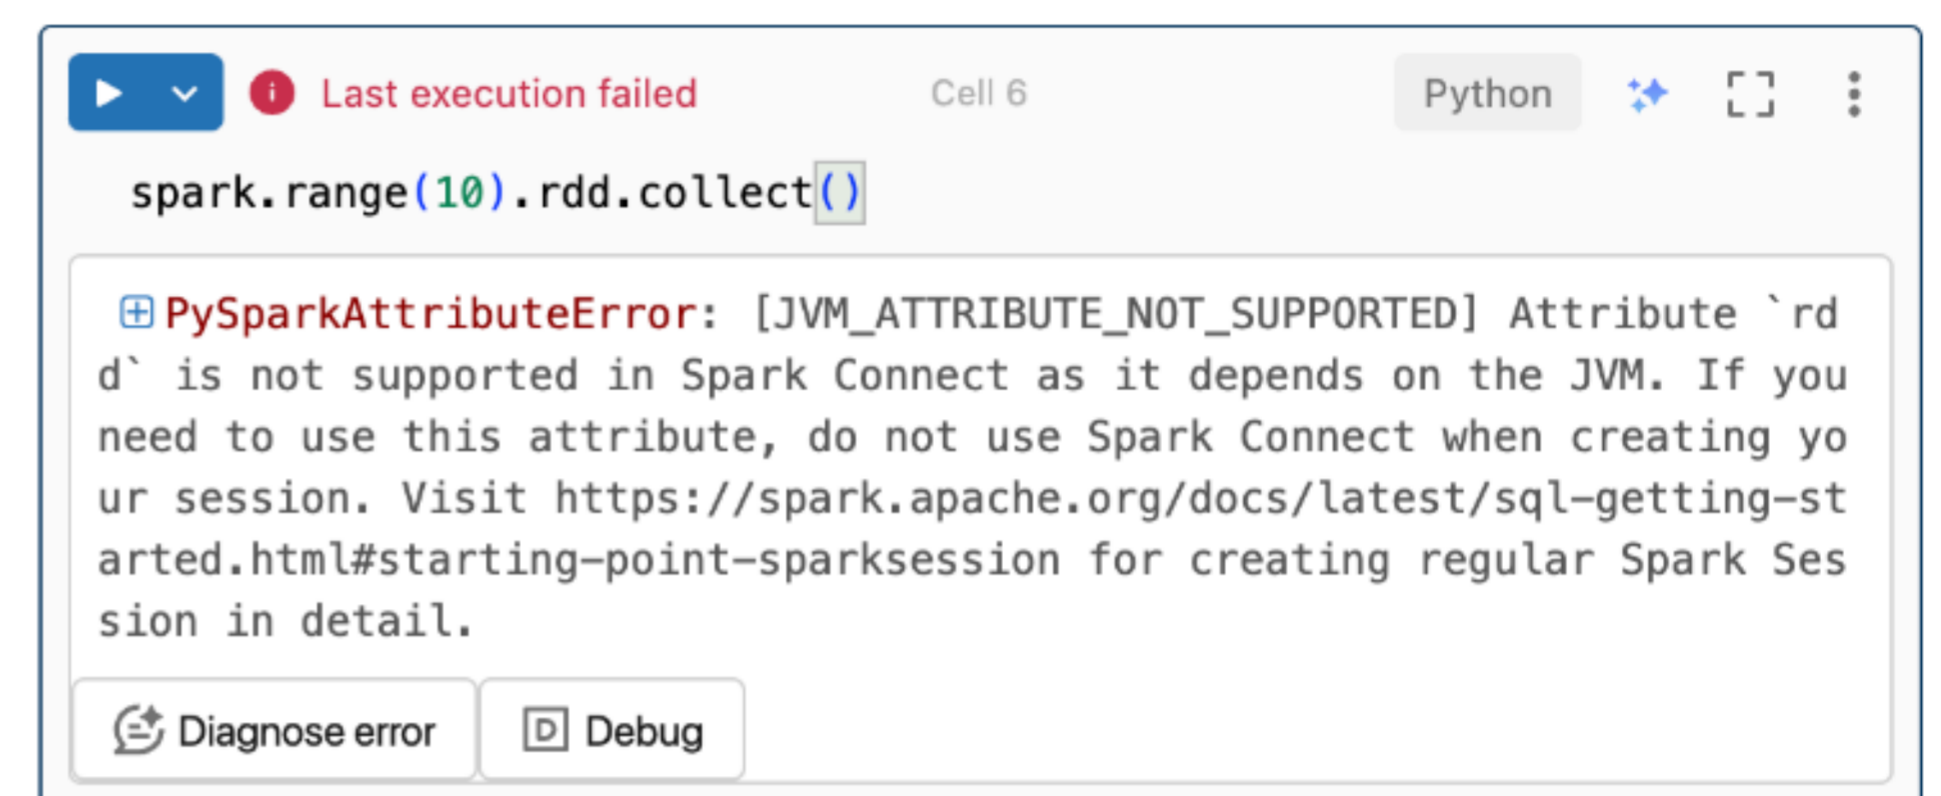 Last execution failed
Cell 6
Python
spark.range(10).rdd.collect()
PySparkAttributeError: [JVM_ATTRIBUTE_NOT_SUPPORTED] Attribute `rd
d` is not supported in Spark Connect as it depends on the JVM. If you
need to use this attribute, do not use Spark Connect when creating yo
ur session. Visit https://spark.apache.org/docs/latest/sql-getting-st
arted.html#starting-point-sparksession for creating regular Spark Ses
sion in detail.
Diagnose error
Debug